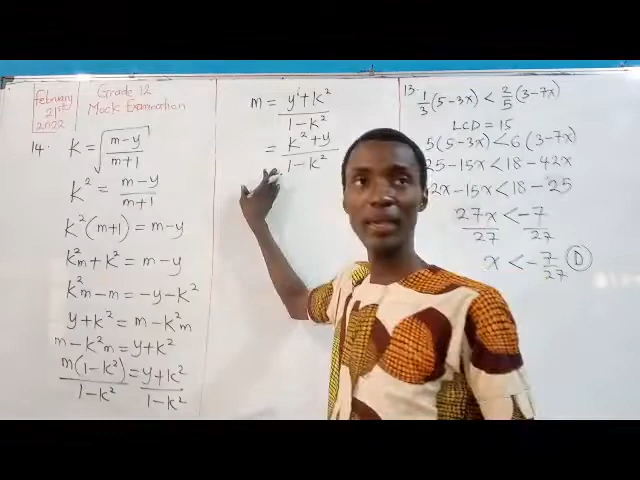 February
21st
2022
Grade 12
Mock Examination
14. K = √(m-y)/(m+1)
K² = (m-y)/(m+1)
K²(m+1) = m-y
K²m + K² = m-y
K²m - m = -y - K²
y + K² = m - K²m
m - K²m = y + K²
m(1-K²)/(1-K²) = (y+K²)/(1-K²)
m = (y + K²)/(1-K²)
= (K² + y)/(1-K²)
13. 1/3(5-3x) < 2/5(3-7x)
LCD = 15
5(5-3x) < 6(3-7x)
25-15x < 18-42x
2x-15x < 18-25
27x/27 < -7/27
x < -7/27 D